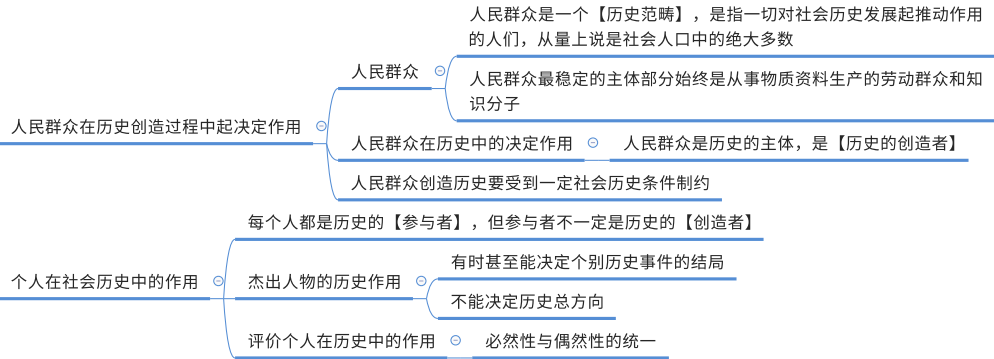 人民群众在历史创造过程中起决定作用
人民群众
人民群众是一个【历史范畴】，是指一切对社会历史发展起推动作用
的人们，从量上说是社会人口中的绝大多数
人民群众最稳定的主体部分始终是从事物质资料生产的劳动群众和知
识分子
人民群众在历史中的决定作用
人民群众是历史的主体，是【历史的创造者】
人民群众创造历史要受到一定社会历史条件制约
个人在社会历史中的作用
每个人都是历史的【参与者】，但参与者不一定是历史的【创造者】
杰出人物的历史作用
有时甚至能决定个别历史事件的结局
不能决定历史总方向
评价个人在历史中的作用
必然性与偶然性的统一